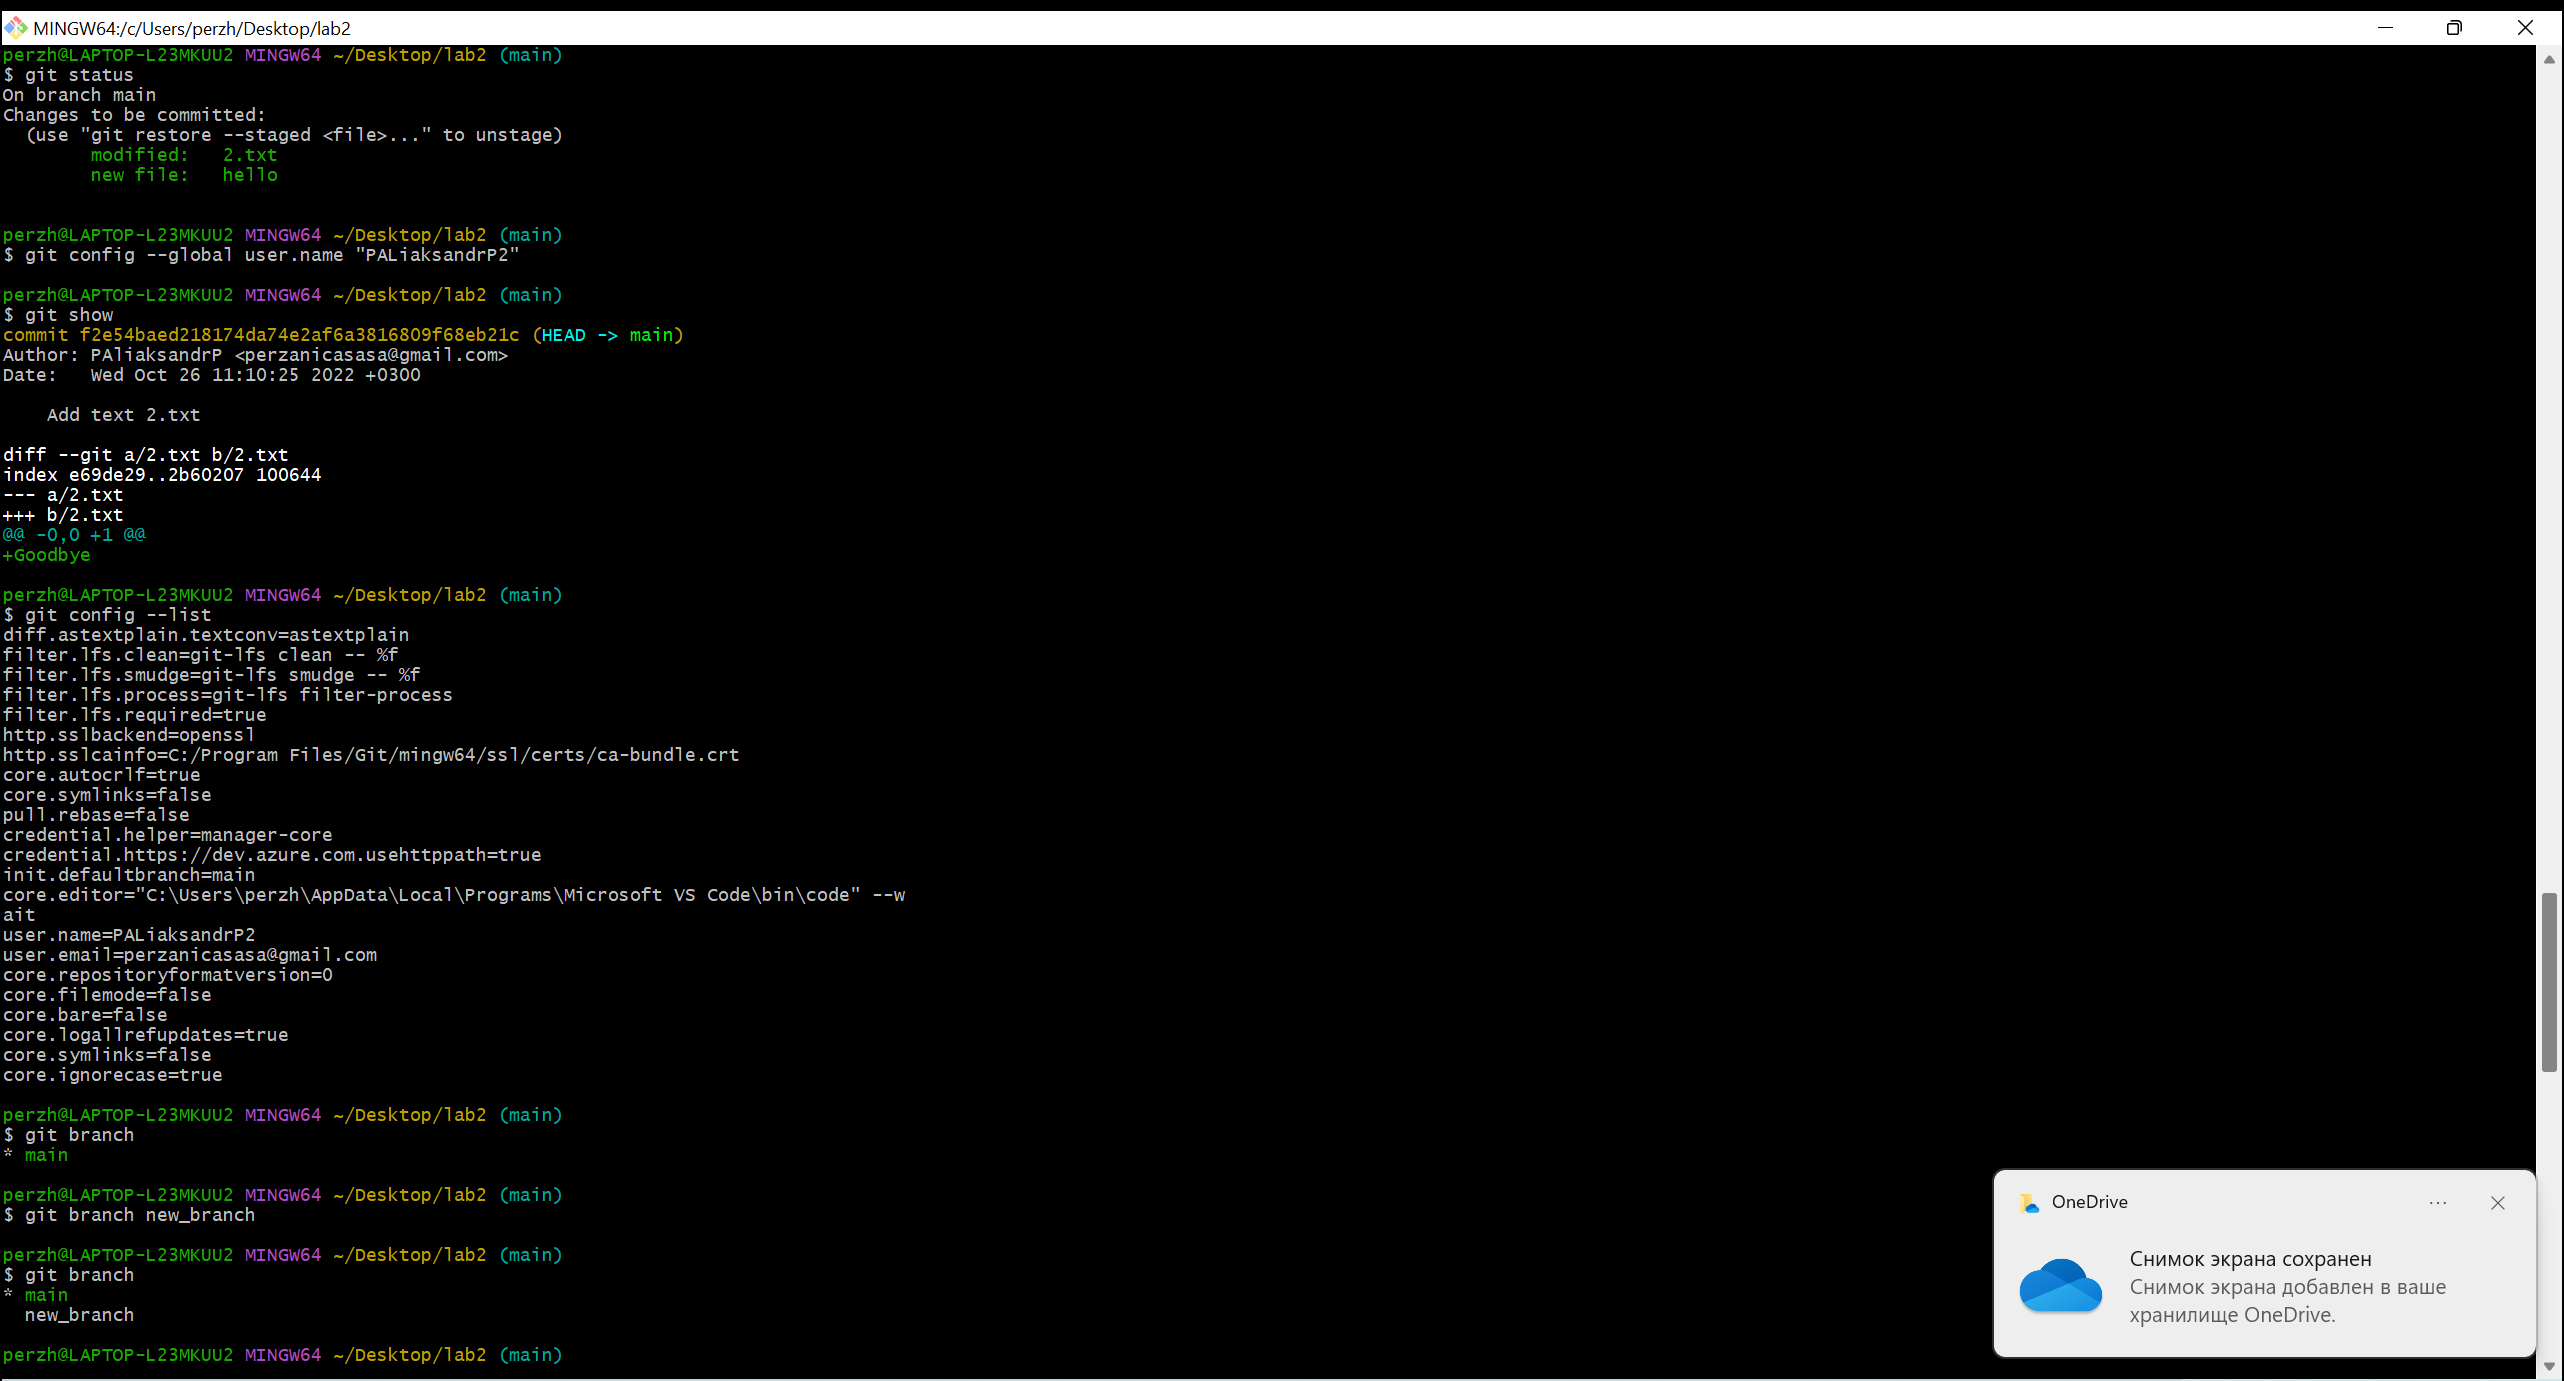 MINGW64:/c/Users/perzh/Desktop/lab2
perzh@LAPTOP-L23MKUU2 MINGW64 ~/Desktop/lab2 (main)
$ git status
On branch main
Changes to be committed:
  (use "git restore --staged <file>..." to unstage)
        modified:   2.txt
        new file:   hello
perzh@LAPTOP-L23MKUU2 MINGW64 ~/Desktop/lab2 (main)
$ git config --global user.name "PALiaksandrP2"
perzh@LAPTOP-L23MKUU2 MINGW64 ~/Desktop/lab2 (main)
$ git show
commit f2e54baed218174da74e2af6a3816809f68eb21c (HEAD -> main)
Author: PAliaksandrP <perzanicasasa@gmail.com>
Date:   Wed Oct 26 11:10:25 2022 +0300
    Add text 2.txt
diff --git a/2.txt b/2.txt
index e69de29..2b60207 100644
--- a/2.txt
+++ b/2.txt
@@ -0,0 +1 @@
+Goodbye
perzh@LAPTOP-L23MKUU2 MINGW64 ~/Desktop/lab2 (main)
$ git config --list
diff.astextplain.textconv=astextplain
filter.lfs.clean=git-lfs clean -- %f
filter.lfs.smudge=git-lfs smudge -- %f
filter.lfs.process=git-lfs filter-process
filter.lfs.required=true
http.sslbackend=openssl
http.sslcainfo=C:/Program Files/Git/mingw64/ssl/certs/ca-bundle.crt
core.autocrlf=true
core.symlinks=false
pull.rebase=false
credential.helper=manager-core
credential.https://dev.azure.com.usehttppath=true
init.defaultbranch=main
core.editor="C:\Users\perzh\AppData\Local\Programs\Microsoft VS Code\bin\code" --w
ait
user.name=PALiaksandrP2
user.email=perzanicasasa@gmail.com
core.repositoryformatversion=0
core.filemode=false
core.bare=false
core.logallrefupdates=true
core.symlinks=false
core.ignorecase=true
perzh@LAPTOP-L23MKUU2 MINGW64 ~/Desktop/lab2 (main)
$ git branch
* main
perzh@LAPTOP-L23MKUU2 MINGW64 ~/Desktop/lab2 (main)
$ git branch new_branch
perzh@LAPTOP-L23MKUU2 MINGW64 ~/Desktop/lab2 (main)
$ git branch
* main
  new_branch
perzh@LAPTOP-L23MKUU2 MINGW64 ~/Desktop/lab2 (main)
OneDrive
Снимок экрана сохранен
Снимок экрана добавлен в ваше
хранилище OneDrive.